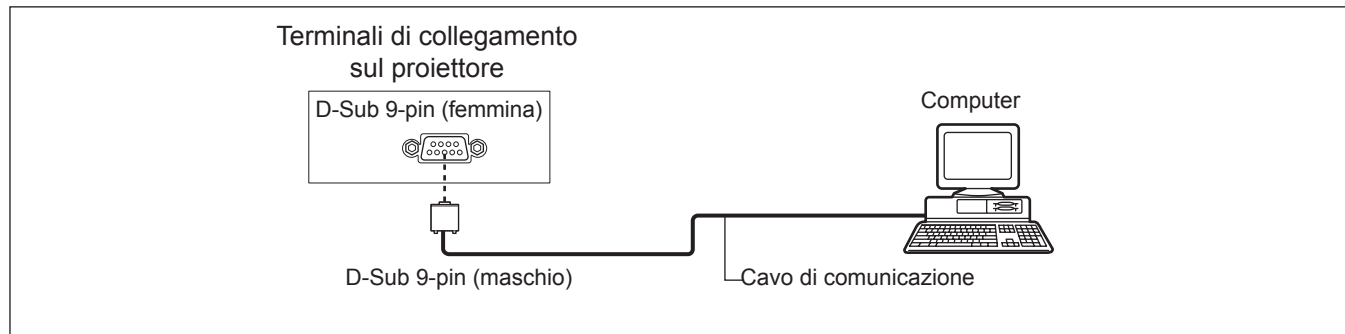 Terminali di collegamento
sul proiettore
D-Sub 9-pin (femmina)
Computer
D-Sub 9-pin (maschio)
Cavo di comunicazione